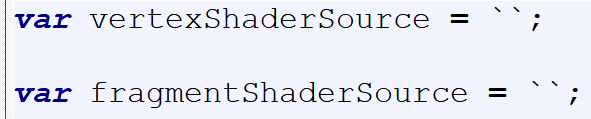 var vertexShaderSource = ``;
var fragmentShaderSource = ``;